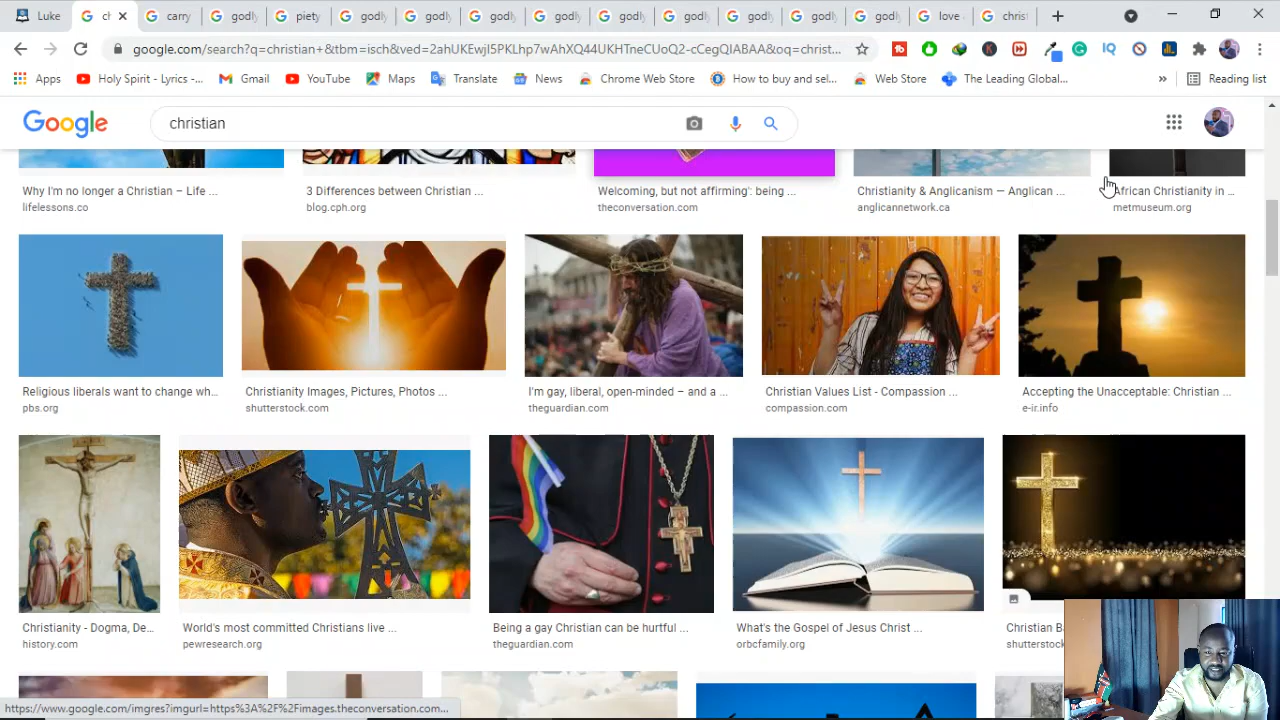 Luke
ch
carry
godly
piety
godly
godly
godly
godly
godly
godly
godly
godly
godly
love
christ
google.com/search?q=christian+&tbm=isch&ved=2ahUKEwjI5PKLhp7wAhXQ44UKHTneCUoQ2-cCegQIABAA&oq=christ...
Apps
Holy Spirit - Lyrics -...
Gmail
YouTube
Maps
Translate
News
Chrome Web Store
How to buy and sel...
Web Store
The Leading Global...
»
Reading list
Google
christian
Why I'm no longer a Christian – Life ...
3 Differences between Christian ...
Welcoming, but not affirming': being ...
Christianity & Anglicanism — Anglican ...
African Christianity in ...
lifelessons.co
blog.cph.org
theconversation.com
anglicannetwork.ca
metmuseum.org
Religious liberals want to change wh...
Christianity Images, Pictures, Photos ...
I'm gay, liberal, open-minded – and a ...
Christian Values List - Compassion ...
Accepting the Unacceptable: Christian ...
pbs.org
shutterstock.com
theguardian.com
compassion.com
e-ir.info
Christianity - Dogma, De...
World's most committed Christians live ...
Being a gay Christian can be hurtful ...
What's the Gospel of Jesus Christ ...
Christian B
history.com
pewresearch.org
theguardian.com
orbcfamily.org
shutterstock
https://www.google.com/imgres?imgurl=https%3A%2F%2Fimages.theconversation.com...